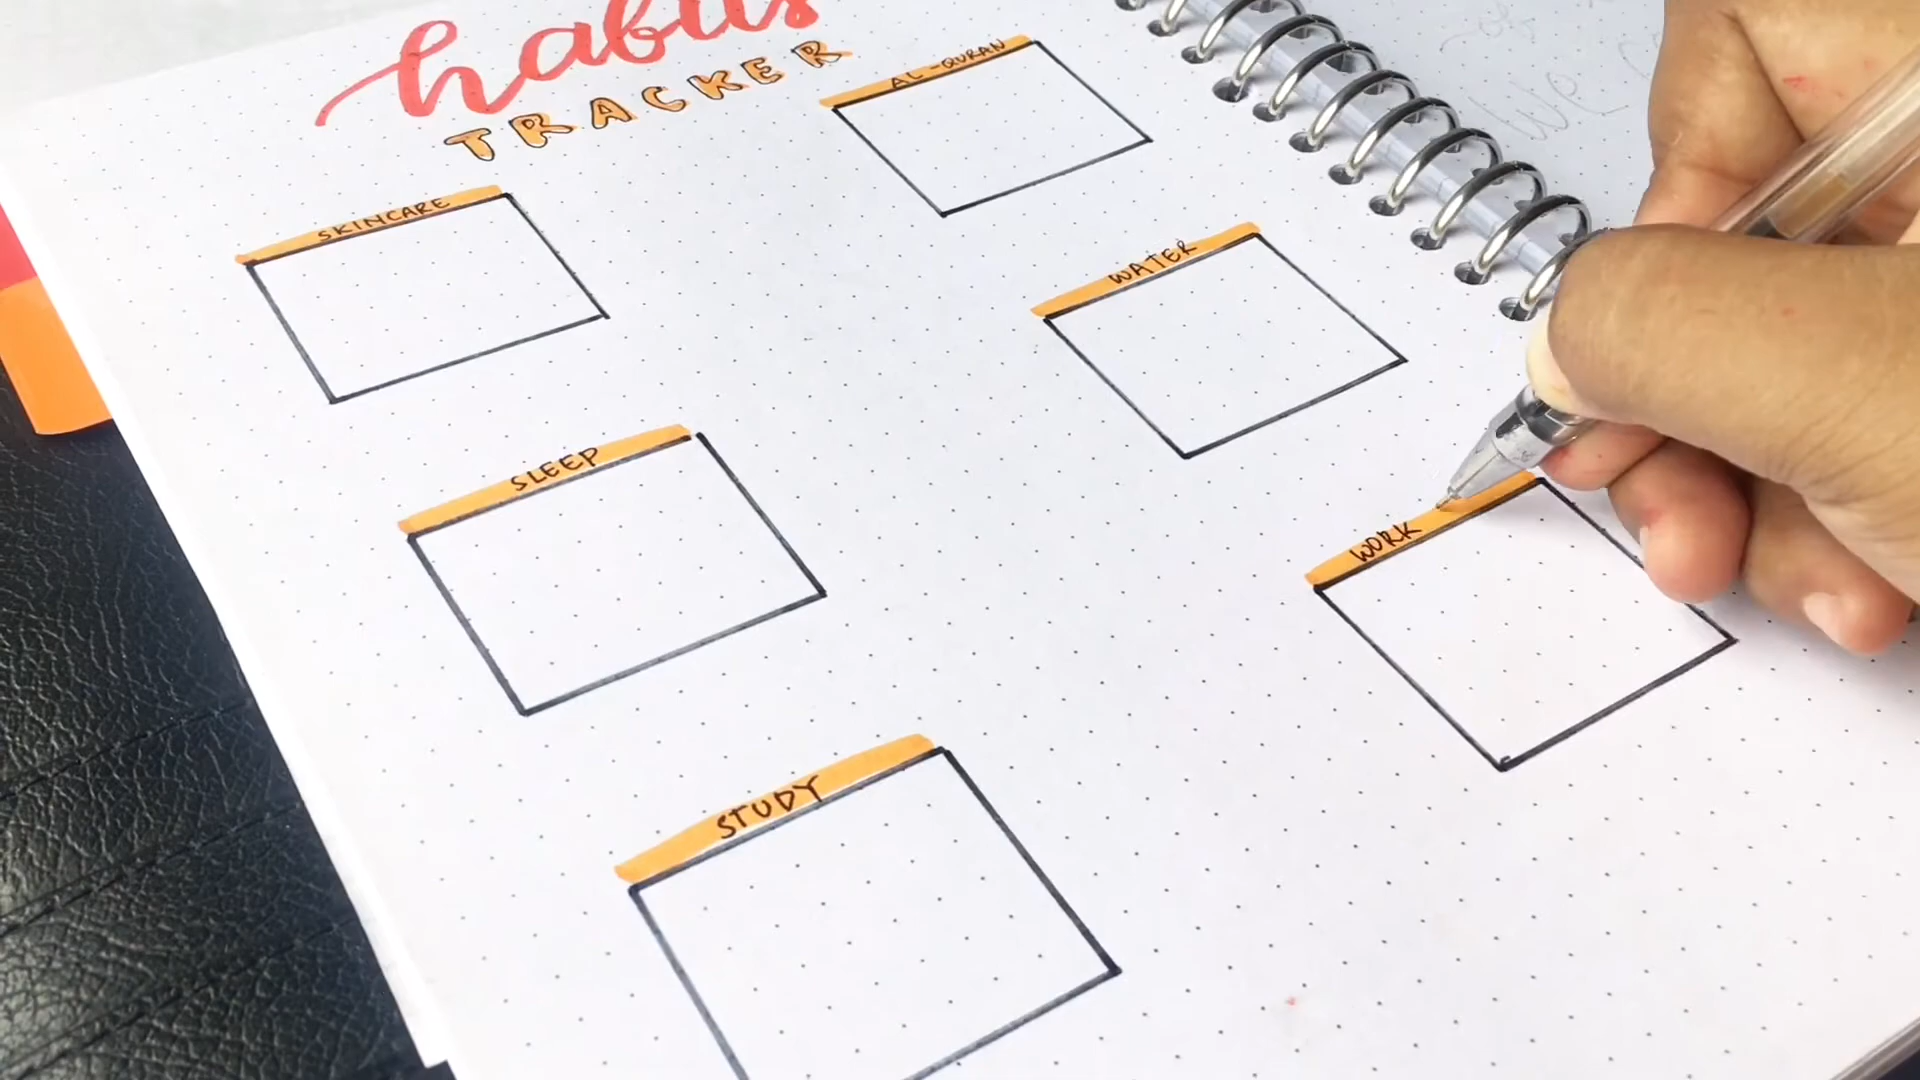 habits
TRACKER
AL-QURAN
SKINCARE
WATER
SLEEP
WORK
STUDY